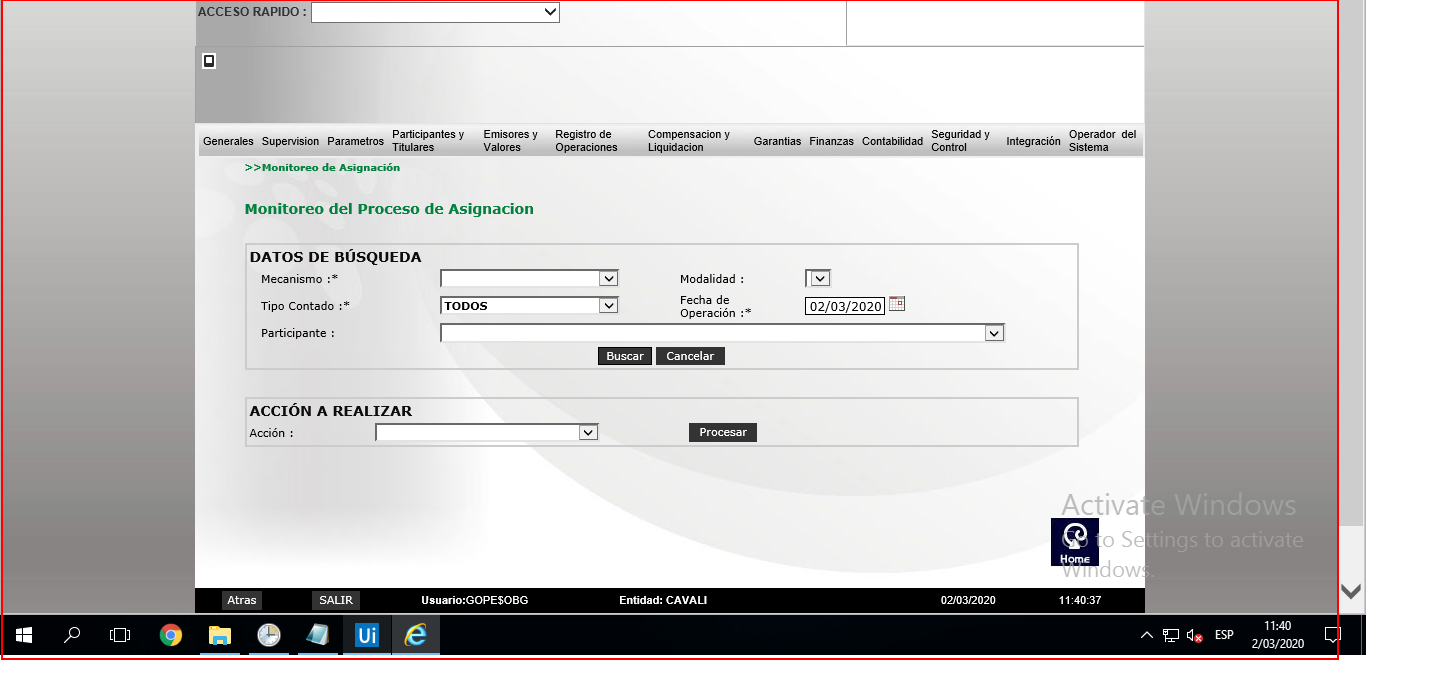 ACCESO RAPIDO :
Generales Supervision Parametros Participantes y Titulares Emisores y Valores Registro de Operaciones Compensacion y Liquidacion Garantias Finanzas Contabilidad Seguridad y Control Integración Operador del Sistema
>>Monitoreo de Asignación
Monitoreo del Proceso de Asignacion
DATOS DE BÚSQUEDA
Mecanismo :* Modalidad :
Tipo Contado :* TODOS Fecha de Operación :* 02/03/2020
Participante :
Buscar Cancelar
ACCIÓN A REALIZAR
Acción : Procesar
Activate Windows
Go to Settings to activate
Windows.
Home
Atras SALIR Usuario:GOPE$OBG Entidad: CAVALI 02/03/2020 11:40:37
Ui ESP 11:40
2/03/2020